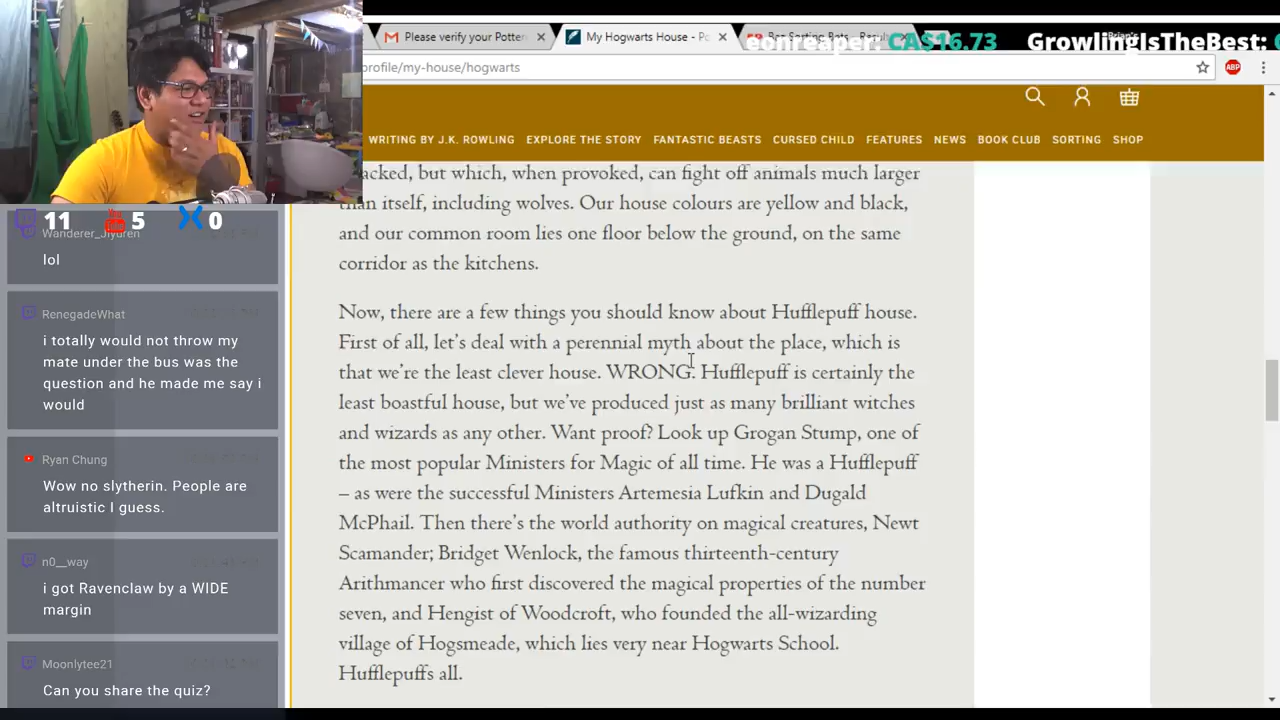 Please verify your Potter
My Hogwarts House - Po
eonreaper: CA$16.73
GrowlingIsTheBest:
rofile/my-house/hogwarts
ABP
WRITING BY J.K. ROWLING
EXPLORE THE STORY
FANTASTIC BEASTS
CURSED CHILD
FEATURES
NEWS
BOOK CLUB
SORTING
SHOP
acked, but which, when provoked, can fight off animals much larger
than itself, including wolves. Our house colours are yellow and black,
and our common room lies one floor below the ground, on the same
corridor as the kitchens.
Now, there are a few things you should know about Hufflepuff house.
First of all, let's deal with a perennial myth about the place, which is
that we're the least clever house. WRONG. Hufflepuff is certainly the
least boastful house, but we've produced just as many brilliant witches
and wizards as any other. Want proof? Look up Grogan Stump, one of
the most popular Ministers for Magic of all time. He was a Hufflepuff
– as were the successful Ministers Artemesia Lufkin and Dugald
McPhail. Then there's the world authority on magical creatures, Newt
Scamander; Bridget Wenlock, the famous thirteenth-century
Arithmancer who first discovered the magical properties of the number
seven, and Hengist of Woodcroft, who founded the all-wizarding
village of Hogsmeade, which lies very near Hogwarts School.
Hufflepuffs all.
11
5
0
Wanderer_Jiyuren
lol
RenegadeWhat
i totally would not throw my
mate under the bus was the
question and he made me say i
would
Ryan Chung
Wow no slytherin. People are
altruistic I guess.
n0__way
i got Ravenclaw by a WIDE
margin
Moonlytee21
Can you share the quiz?